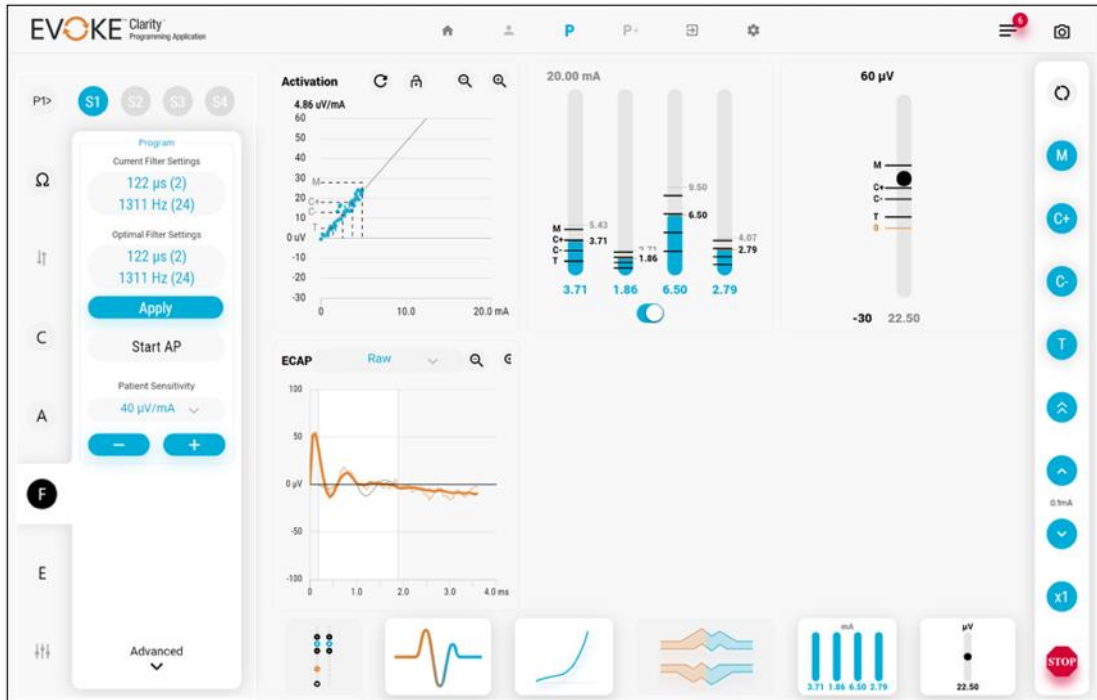 EVOKE™ Clarity™
Programming Application
P
P+
6
P1>
S1 S2 S3 S4
Ω
C
A
F
E
Program
Current Filter Settings
122 µs (2)
1311 Hz (24)
Optimal Filter Settings
122 µs (2)
1311 Hz (24)
Apply
Start AP
Patient Sensitivity
40 µV/mA
− +
Advanced
Activation
4.86 uV/mA
60
50
40
30
20
10
0 uV
-10
-20
-30
M
C+
C-
T
0 10.0 20.0 mA
20.00 mA
M
C+
C-
T
5.43
3.71
1.86
9.50
6.50
4.07
2.79
3.71 1.86 6.50 2.79
60 µV
M
C+
C-
T
0
-30 22.50
ECAP Raw
100
50
0 µV
-50
-100
0 1.0 2.0 3.0 4.0 ms
mA
3.71 1.86 6.50 2.79
µV
22.50
M
C+
C-
T
0.1mA
x1
STOP